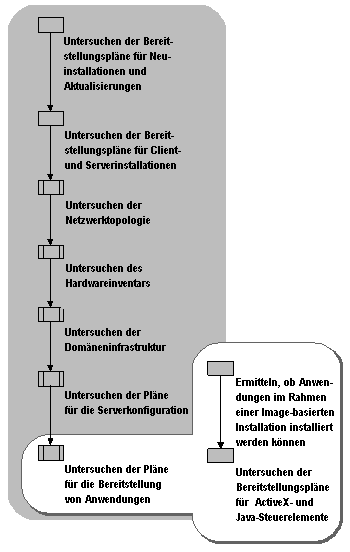 Untersuchen der Bereit-
stellungspläne für Neu-
installationen und
Aktualisierungen
Untersuchen der Bereit-
stellungspläne für Client-
und Serverinstallationen
Untersuchen der
Netzwerktopologie
Untersuchen des
Hardwareinventars
Untersuchen der
Domäneninfrastruktur
Untersuchen der Pläne
für die Serverkonfiguration
Untersuchen der Pläne
für die Bereitstellung
von Anwendungen
Ermitteln, ob Anwen-
dungen im Rahmen
einer Image-basierten
Installation installiert
werden können
Untersuchen der
Bereitstellungspläne
für ActiveX- und
Java-Steuerelemente